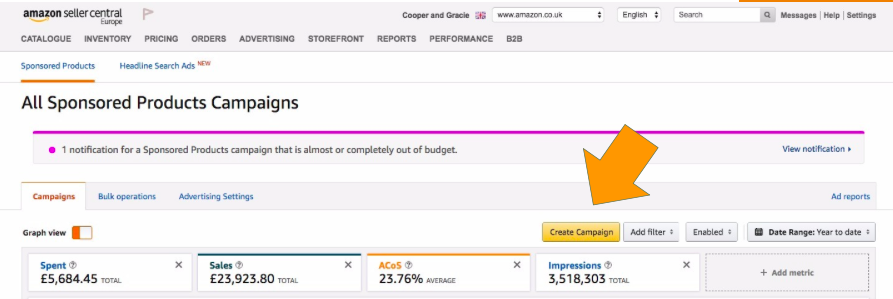 amazon seller central
Europe
Cooper and Gracie www.amazon.co.uk English Search Messages | Help | Settings
CATALOGUE INVENTORY PRICING ORDERS ADVERTISING STOREFRONT REPORTS PERFORMANCE B2B
Sponsored Products Headline Search Ads NEW
All Sponsored Products Campaigns
1 notification for a Sponsored Products campaign that is almost or completely out of budget. View notification
Campaigns Bulk operations Advertising Settings Ad reports
Graph view Create Campaign Add filter Enabled Date Range: Year to date
Spent ? × Sales ? × ACoS ? × Impressions ? × + Add metric
£5,684.45 TOTAL £23,923.80 TOTAL 23.76% AVERAGE 3,518,303 TOTAL